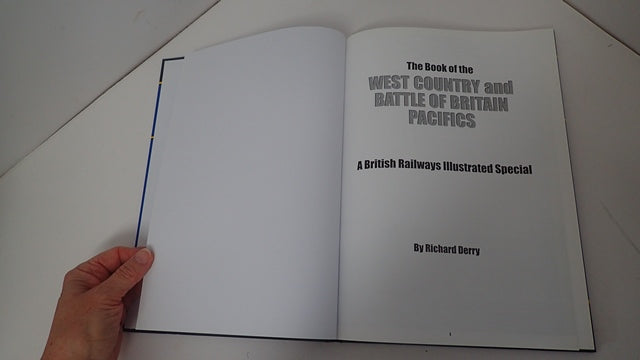 The Book of the
WEST COUNTRY and
BATTLE OF BRITAIN
PACIFICS
A British Railways Illustrated Special
By Richard Derry